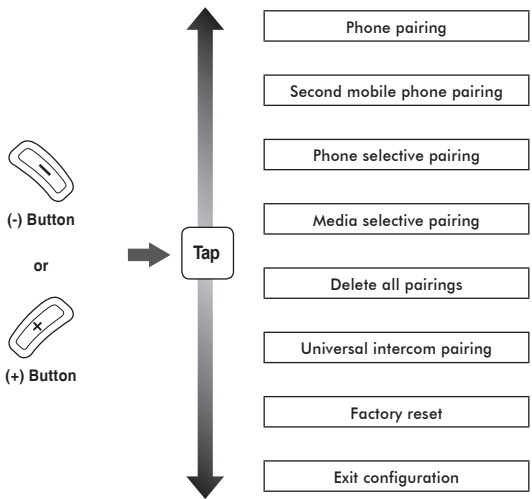 (-) Button
or
(+) Button
Tap
Phone pairing
Second mobile phone pairing
Phone selective pairing
Media selective pairing
Delete all pairings
Universal intercom pairing
Factory reset
Exit configuration